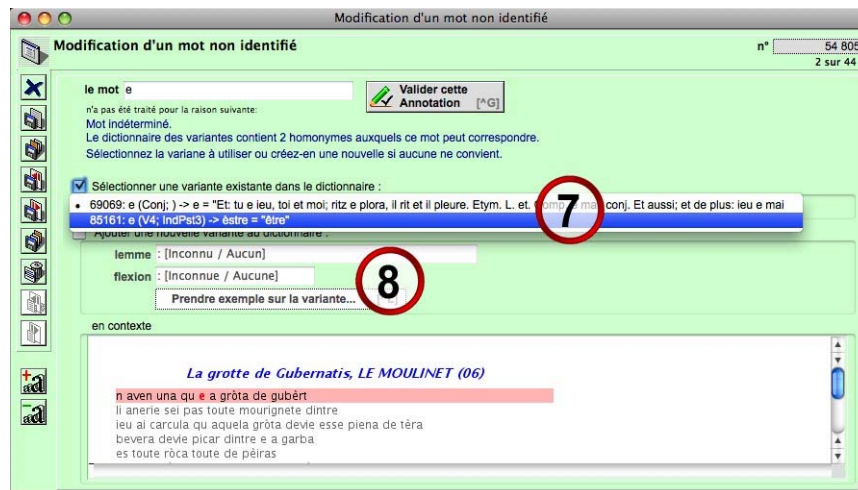 Modification d'un mot non identifié
Modification d'un mot non identifié
n° 54 805
2 sur 44
le mot e
Valider cette Annotation [^G]
n'a pas été traité pour la raison suivante:
Mot indéterminé.
Le dictionnaire des variantes contient 2 homonymes auxquels ce mot peut correspondre.
Sélectionnez la variane à utiliser ou créez-en une nouvelle si aucune ne convient.
Sélectionner une variante existante dans le dictionnaire :
• 69069: e (Conj; ) -> e = "Et: tu e ieu, toi et moi; ritz e plora, il rit et il pleure. Etym. L. et. conj. Et aussi; et de plus: ieu e mai
7
85161: e (V4; IndPst3) -> èstre = "être"
Ajouter une nouvelle variante au dictionnaire :
lemme : [Inconnu / Aucun]
flexion : [Inconnue / Aucune]
8
Prendre exemple sur la variante...
en contexte
La grotte de Gubernatis, LE MOULINET (06)
n aven una qu e a gròta de gubèrt
li anerie sei pas toute mourignete dintre
ieu ai carcula qu aquela gròta devie esse piena de tèra
bevera devie picar dintre e a garba
es toute ròca toute de pèiras